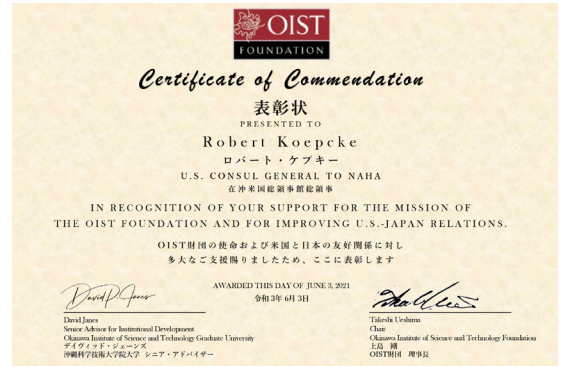 OIST
FOUNDATION
Certificate of Commendation
表彰状
PRESENTED TO
Robert Koepcke
ロバート・ケプキー
U.S. CONSUL GENERAL TO NAHA
在沖米国総領事館総領事
IN RECOGNITION OF YOUR SUPPORT FOR THE MISSION OF
THE OIST FOUNDATION AND FOR IMPROVING U.S.-JAPAN RELATIONS.
OIST財団の使命および米国と日本の友好関係に対し
多大なご支援賜りましたため、ここに表彰します
AWARDED THIS DAY OF JUNE 3, 2021
令和3年 6月 3日
David P. Janes
David Janes
Senior Advisor for Institutional Development
Okinawa Institute of Science and Technology Graduate University
デイヴィッド・ジェーンズ
沖縄科学技術大学院大学 シニア・アドバイザー
Takeshi Ueshima
Chair
Okinawa Institute of Science and Technology Foundation
上島 剛
OIST財団 理事長